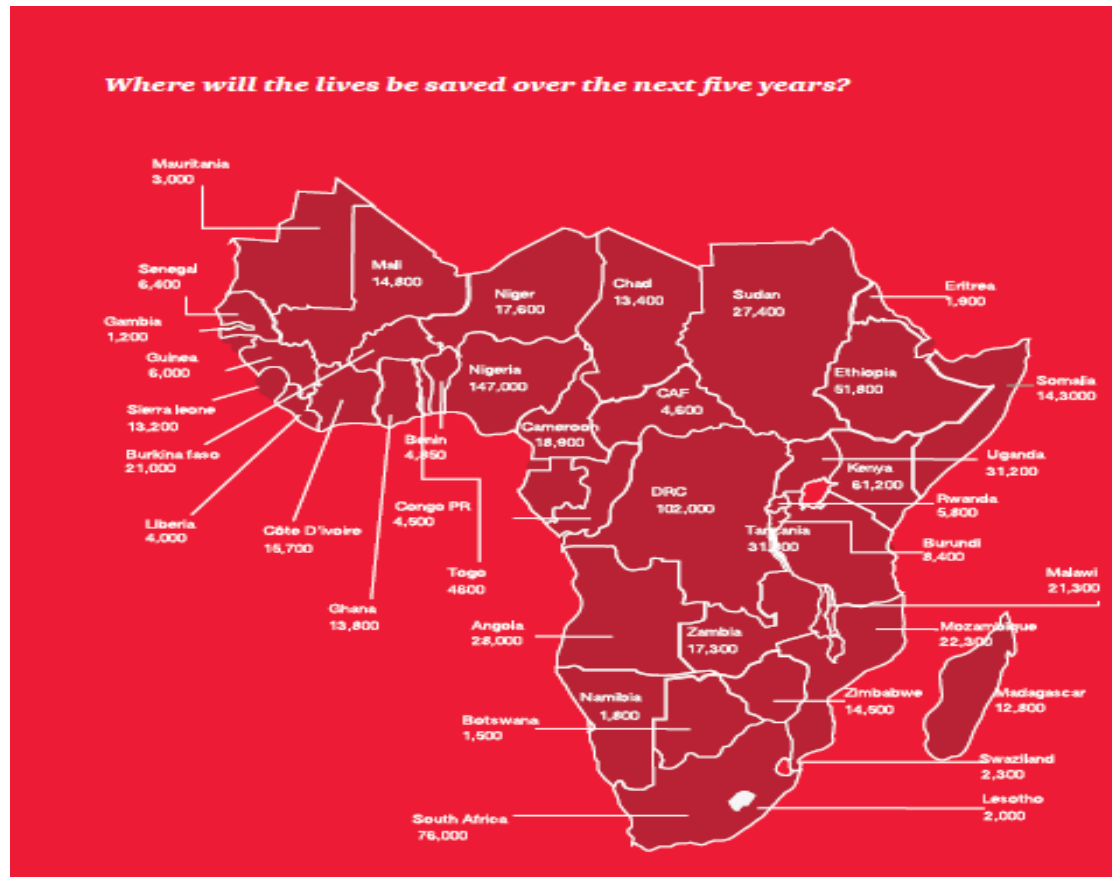 Where will the lives be saved over the next five years?
Mauritania
3,000
Senegal
6,400
Gambia
1,200
Guinea
6,000
Sierra leone
13,200
Burkina faso
21,000
Liberia
4,000
Côte D'ivoire
15,700
Ghana
13,800
Togo
4600
Benin
4,850
Mali
14,800
Niger
17,600
Nigeria
147,000
Chad
13,400
Sudan
27,400
Eritrea
1,900
Ethiopia
51,800
Somalia
14,3000
CAF
4,600
Cameroon
18,900
Congo PR
4,500
DRC
102,000
Uganda
31,200
Kenya
61,200
Rwanda
5,800
Tanzania
Burundi
8,400
Malawi
21,300
Angola
28,000
Zambia
17,300
Mozambique
22,300
Namibia
1,800
Botswana
1,500
Zimbabwe
14,500
Madagascar
12,800
Swaziland
2,300
Lesotho
2,000
South Africa
76,000